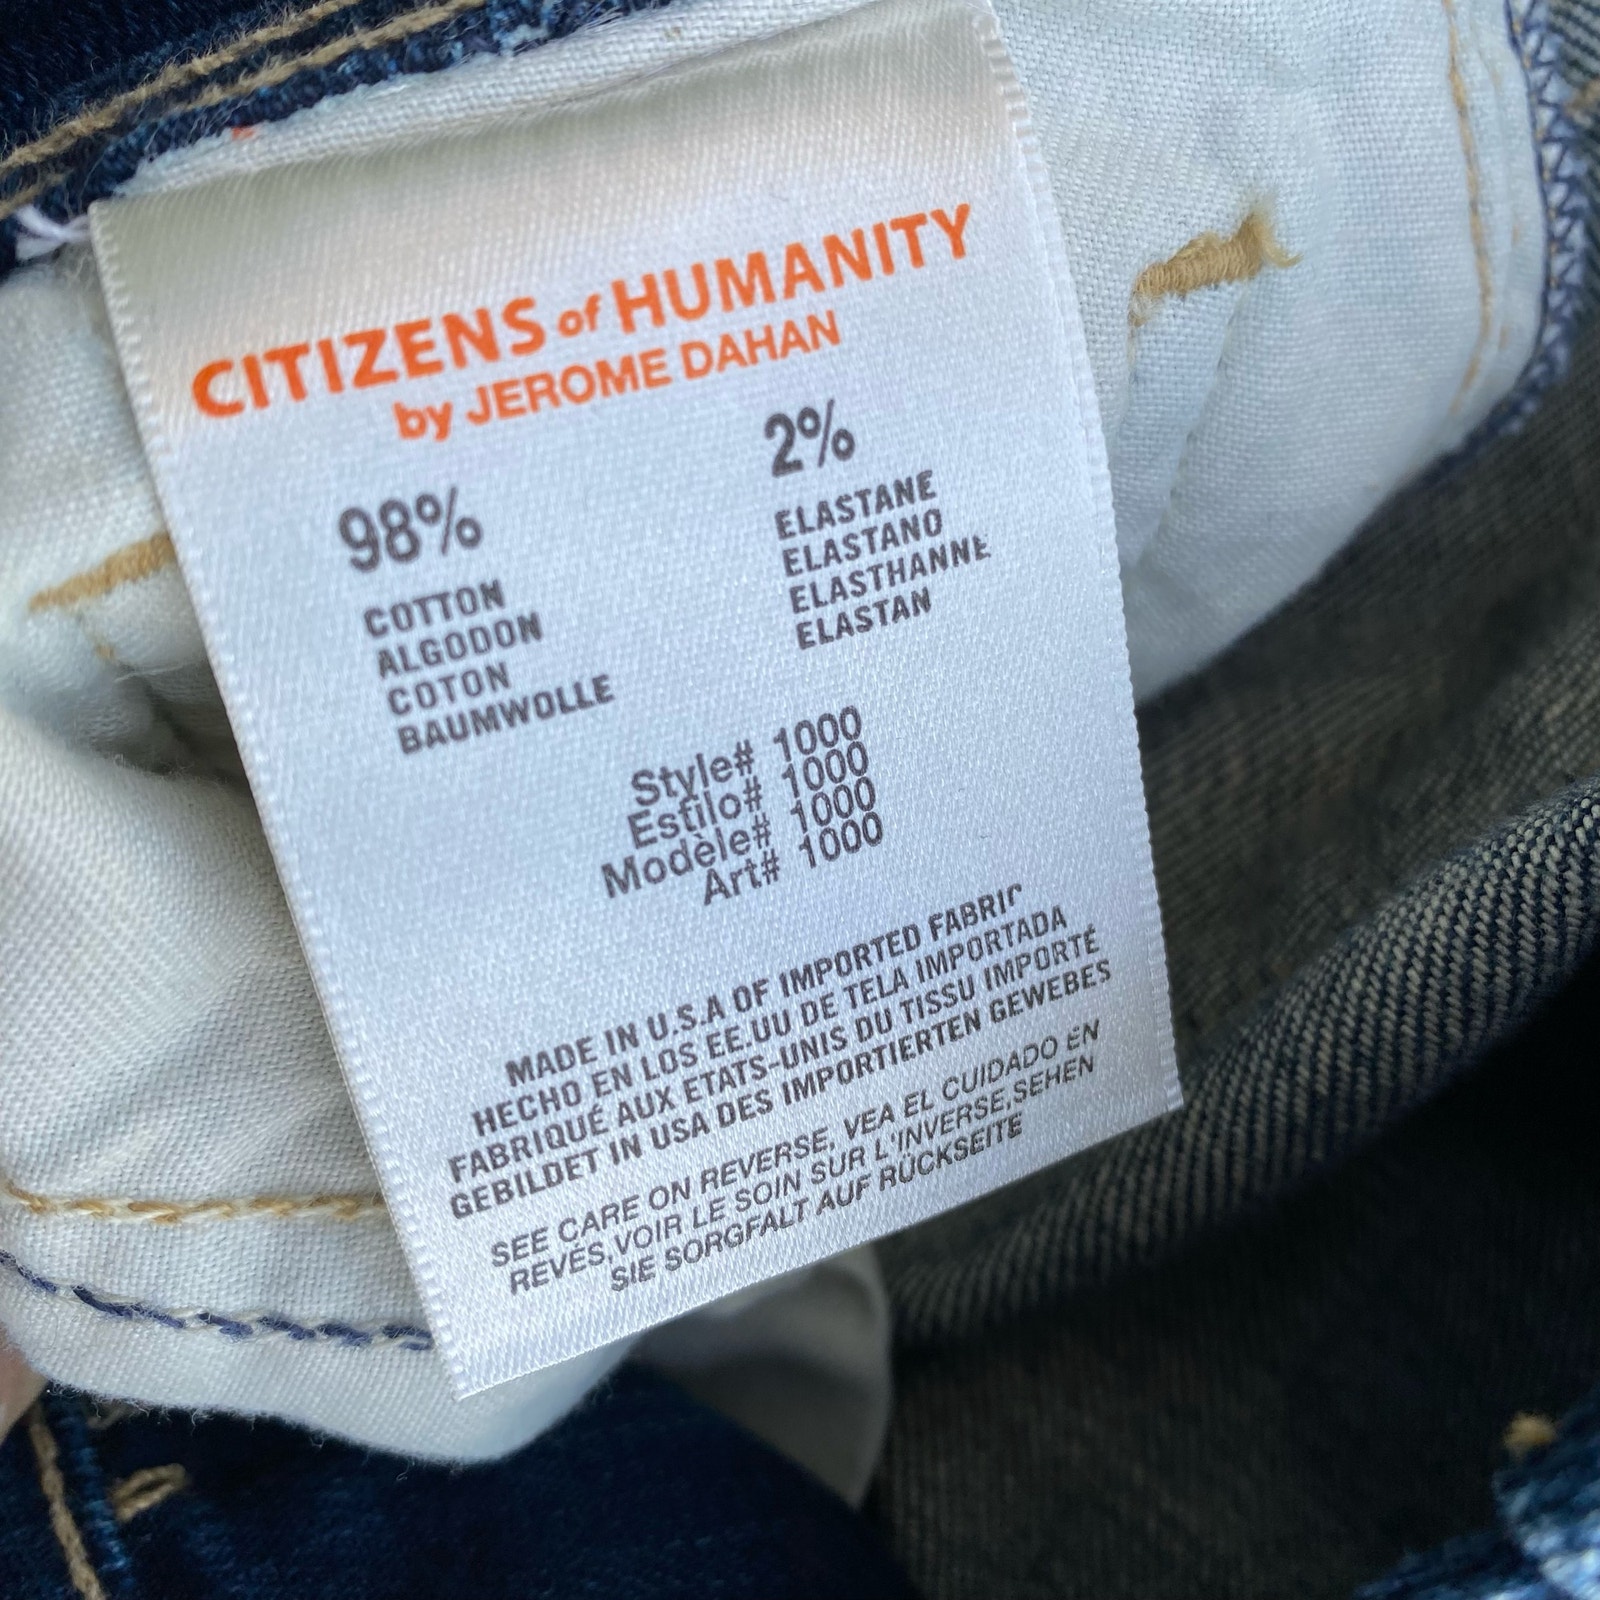 CITIZENS of HUMANITY
by JEROME DAHAN
98%
COTTON
ALGODON
COTON
BAUMWOLLE
2%
ELASTANE
ELASTANO
ELASTHANNE
ELASTAN
Style# 1000
Estilo# 1000
Modèle# 1000
Art# 1000
MADE IN U.S.A OF IMPORTED FABRIC
HECHO EN LOS EE.UU DE TELA IMPORTADA
FABRIQUÉ AUX ETATS-UNIS DU TISSU IMPORTÉ
GEBILDET IN USA DES IMPORTIERTEN GEWEBES
SEE CARE ON REVERSE, VEA EL CUIDADO EN
REVÉS,VOIR LE SOIN SUR L'INVERSE,SEHEN
SIE SORGFALT AUF RÜCKSEITE